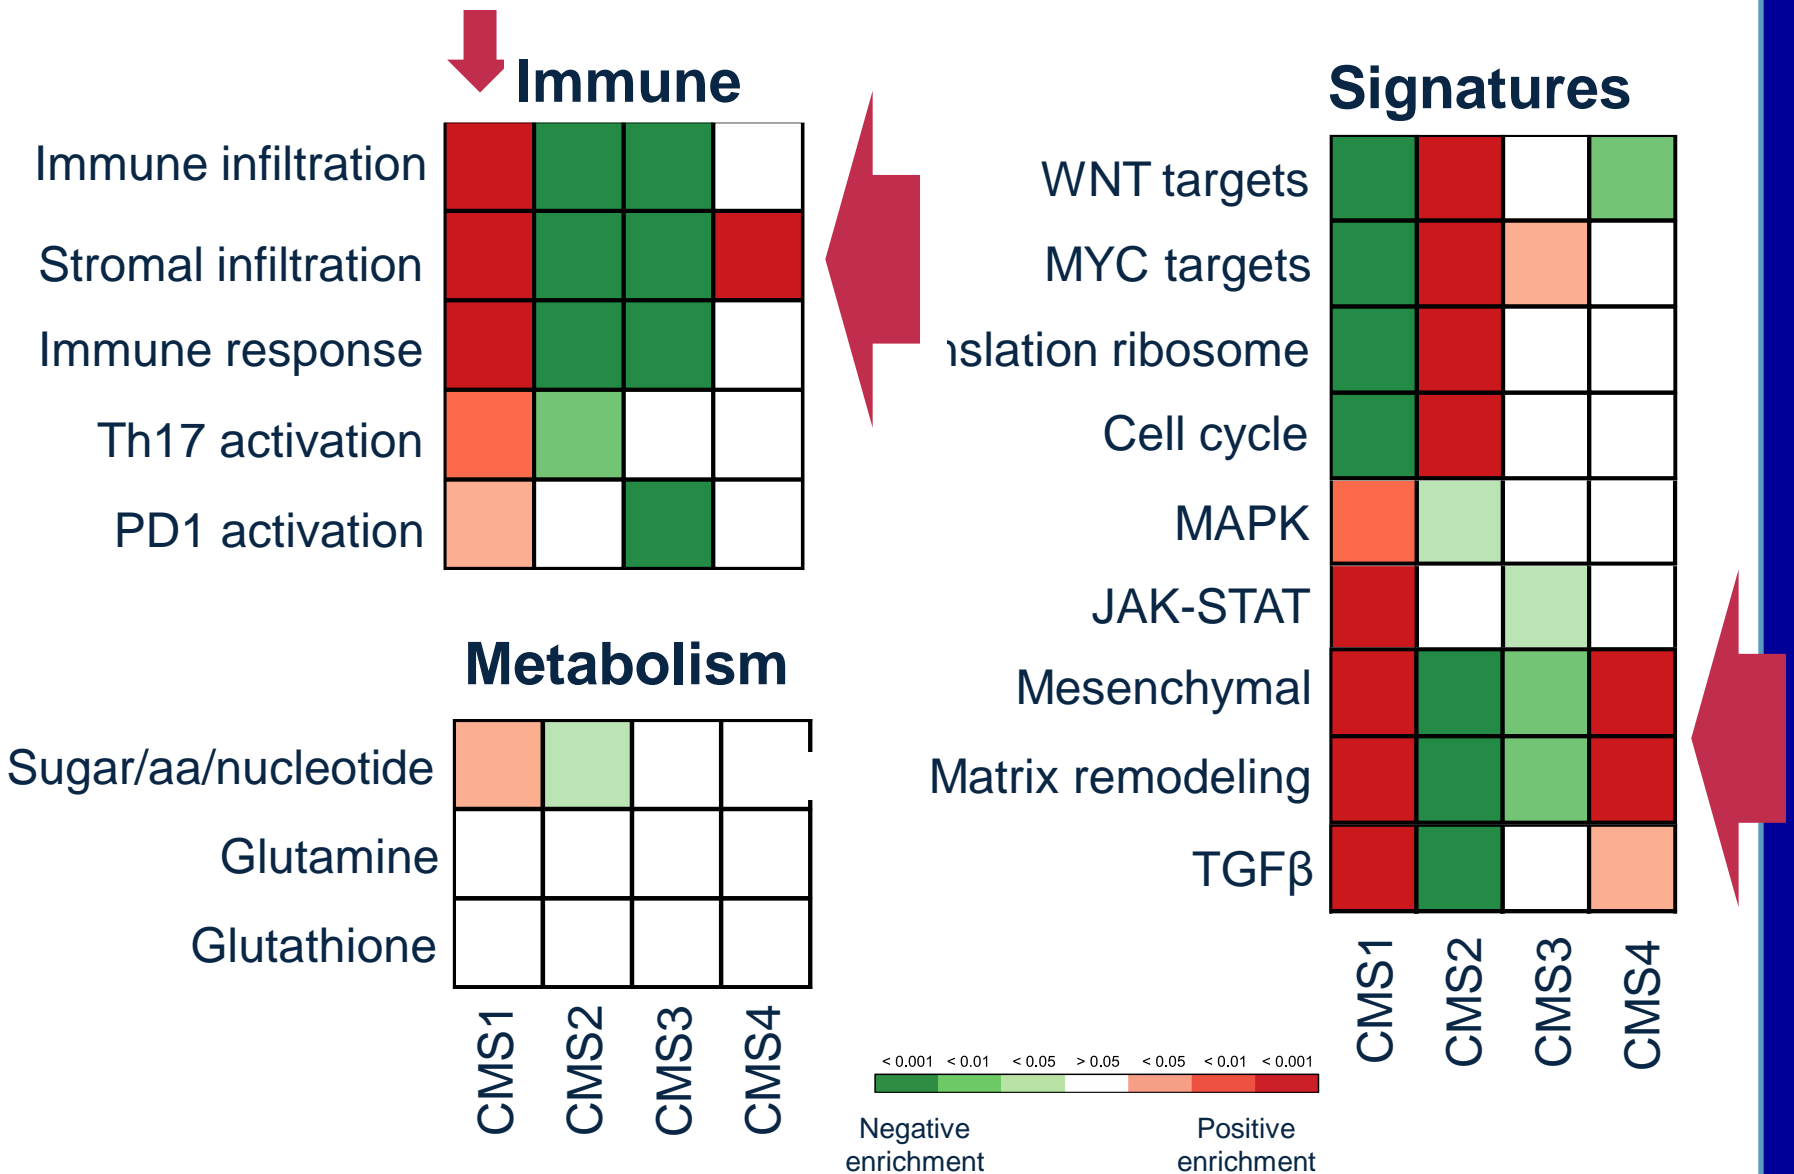 Immune
Immune infiltration
Stromal infiltration
Immune response
Th17 activation
PD1 activation
Metabolism
Sugar/aa/nucleotide
Glutamine
Glutathione
CMS1 CMS2 CMS3 CMS4
Signatures
WNT targets
MYC targets
nslation ribosome
Cell cycle
MAPK
JAK-STAT
Mesenchymal
Matrix remodeling
TGFβ
CMS1 CMS2 CMS3 CMS4
< 0.001 < 0.01 < 0.05 > 0.05 < 0.05 < 0.01 < 0.001
Negative enrichment
Positive enrichment